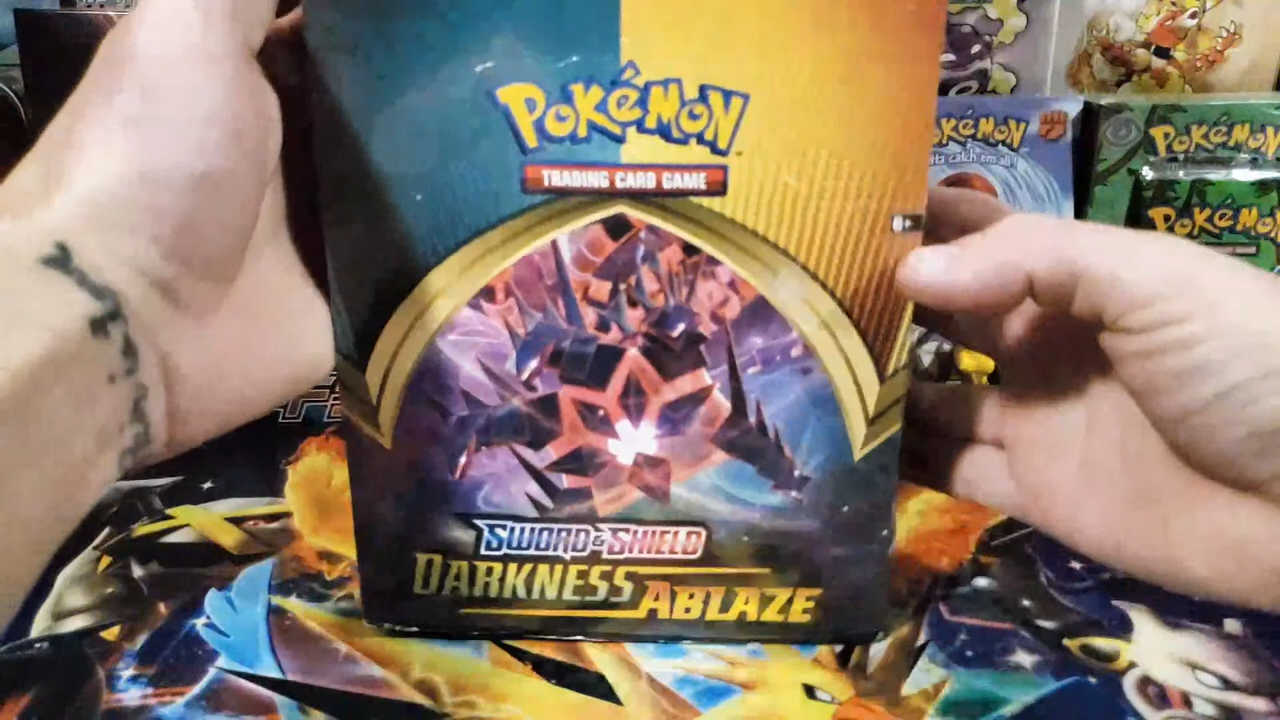 POKÉMON
TRADING CARD GAME
SWORD & SHIELD
DARKNESS ABLAZE
POKÉMON
POKÉMON
POKÉMON